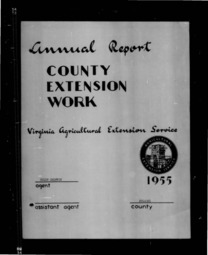 Annual Report
COUNTY
EXTENSION
WORK
Virginia Agricultural Extension Service
agent
1955
assistant agent
county